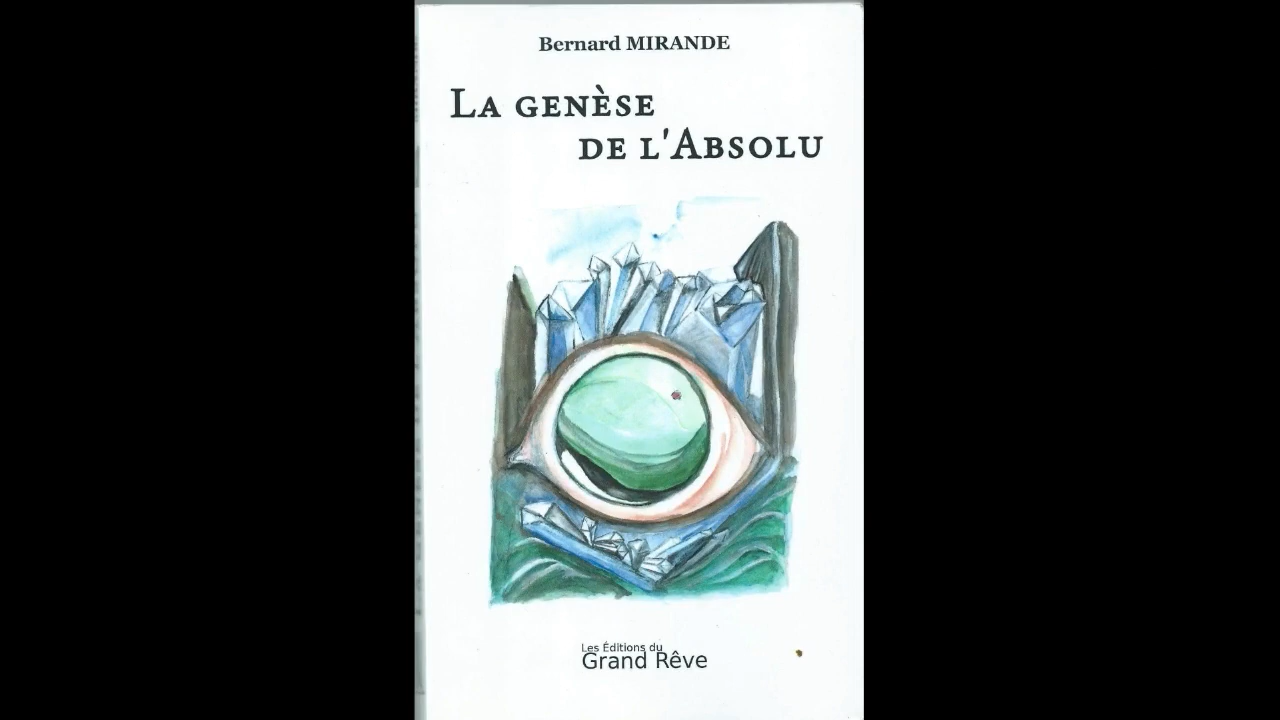 Bernard MIRANDE
La genèse
de l'Absolu
Les Éditions du
Grand Rêve